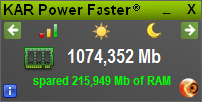 KAR Power Faster® _ X
1074,352 Mb
spared 215,949 Mb of RAM